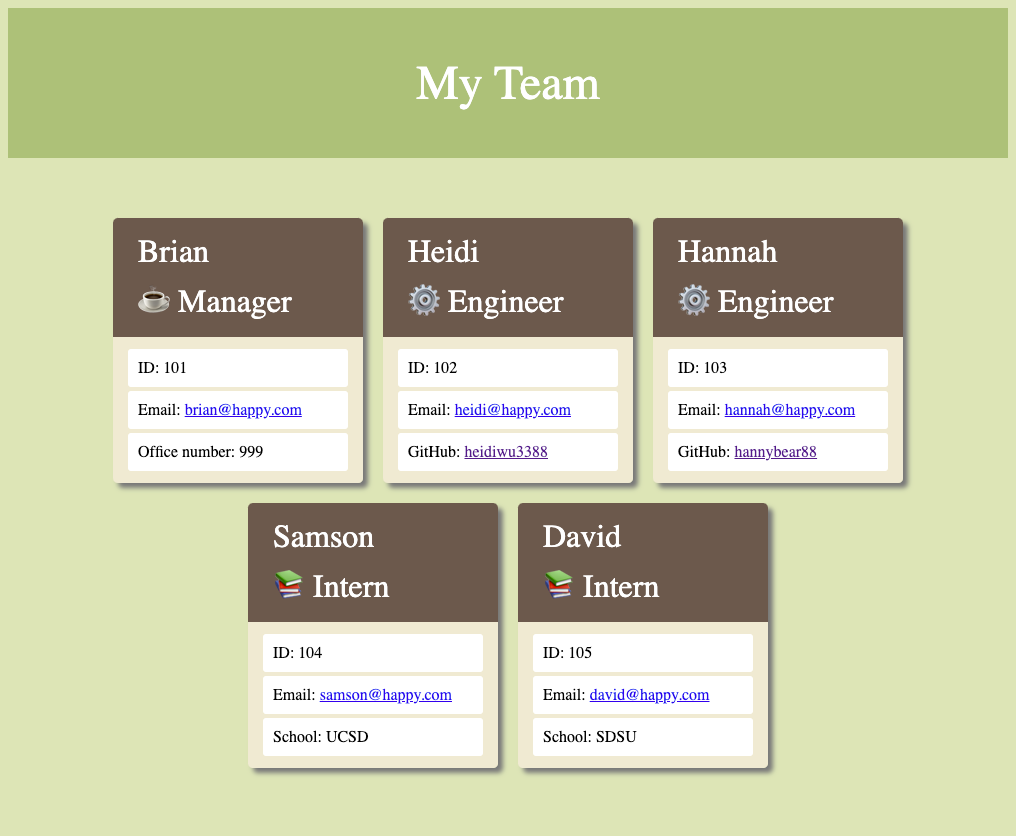 My Team
Brian
Manager
ID: 101
Email: brian@happy.com
Office number: 999
Heidi
Engineer
ID: 102
Email: heidi@happy.com
GitHub: heidiwu3388
Hannah
Engineer
ID: 103
Email: hannah@happy.com
GitHub: hannybear88
Samson
Intern
ID: 104
Email: samson@happy.com
School: UCSD
David
Intern
ID: 105
Email: david@happy.com
School: SDSU